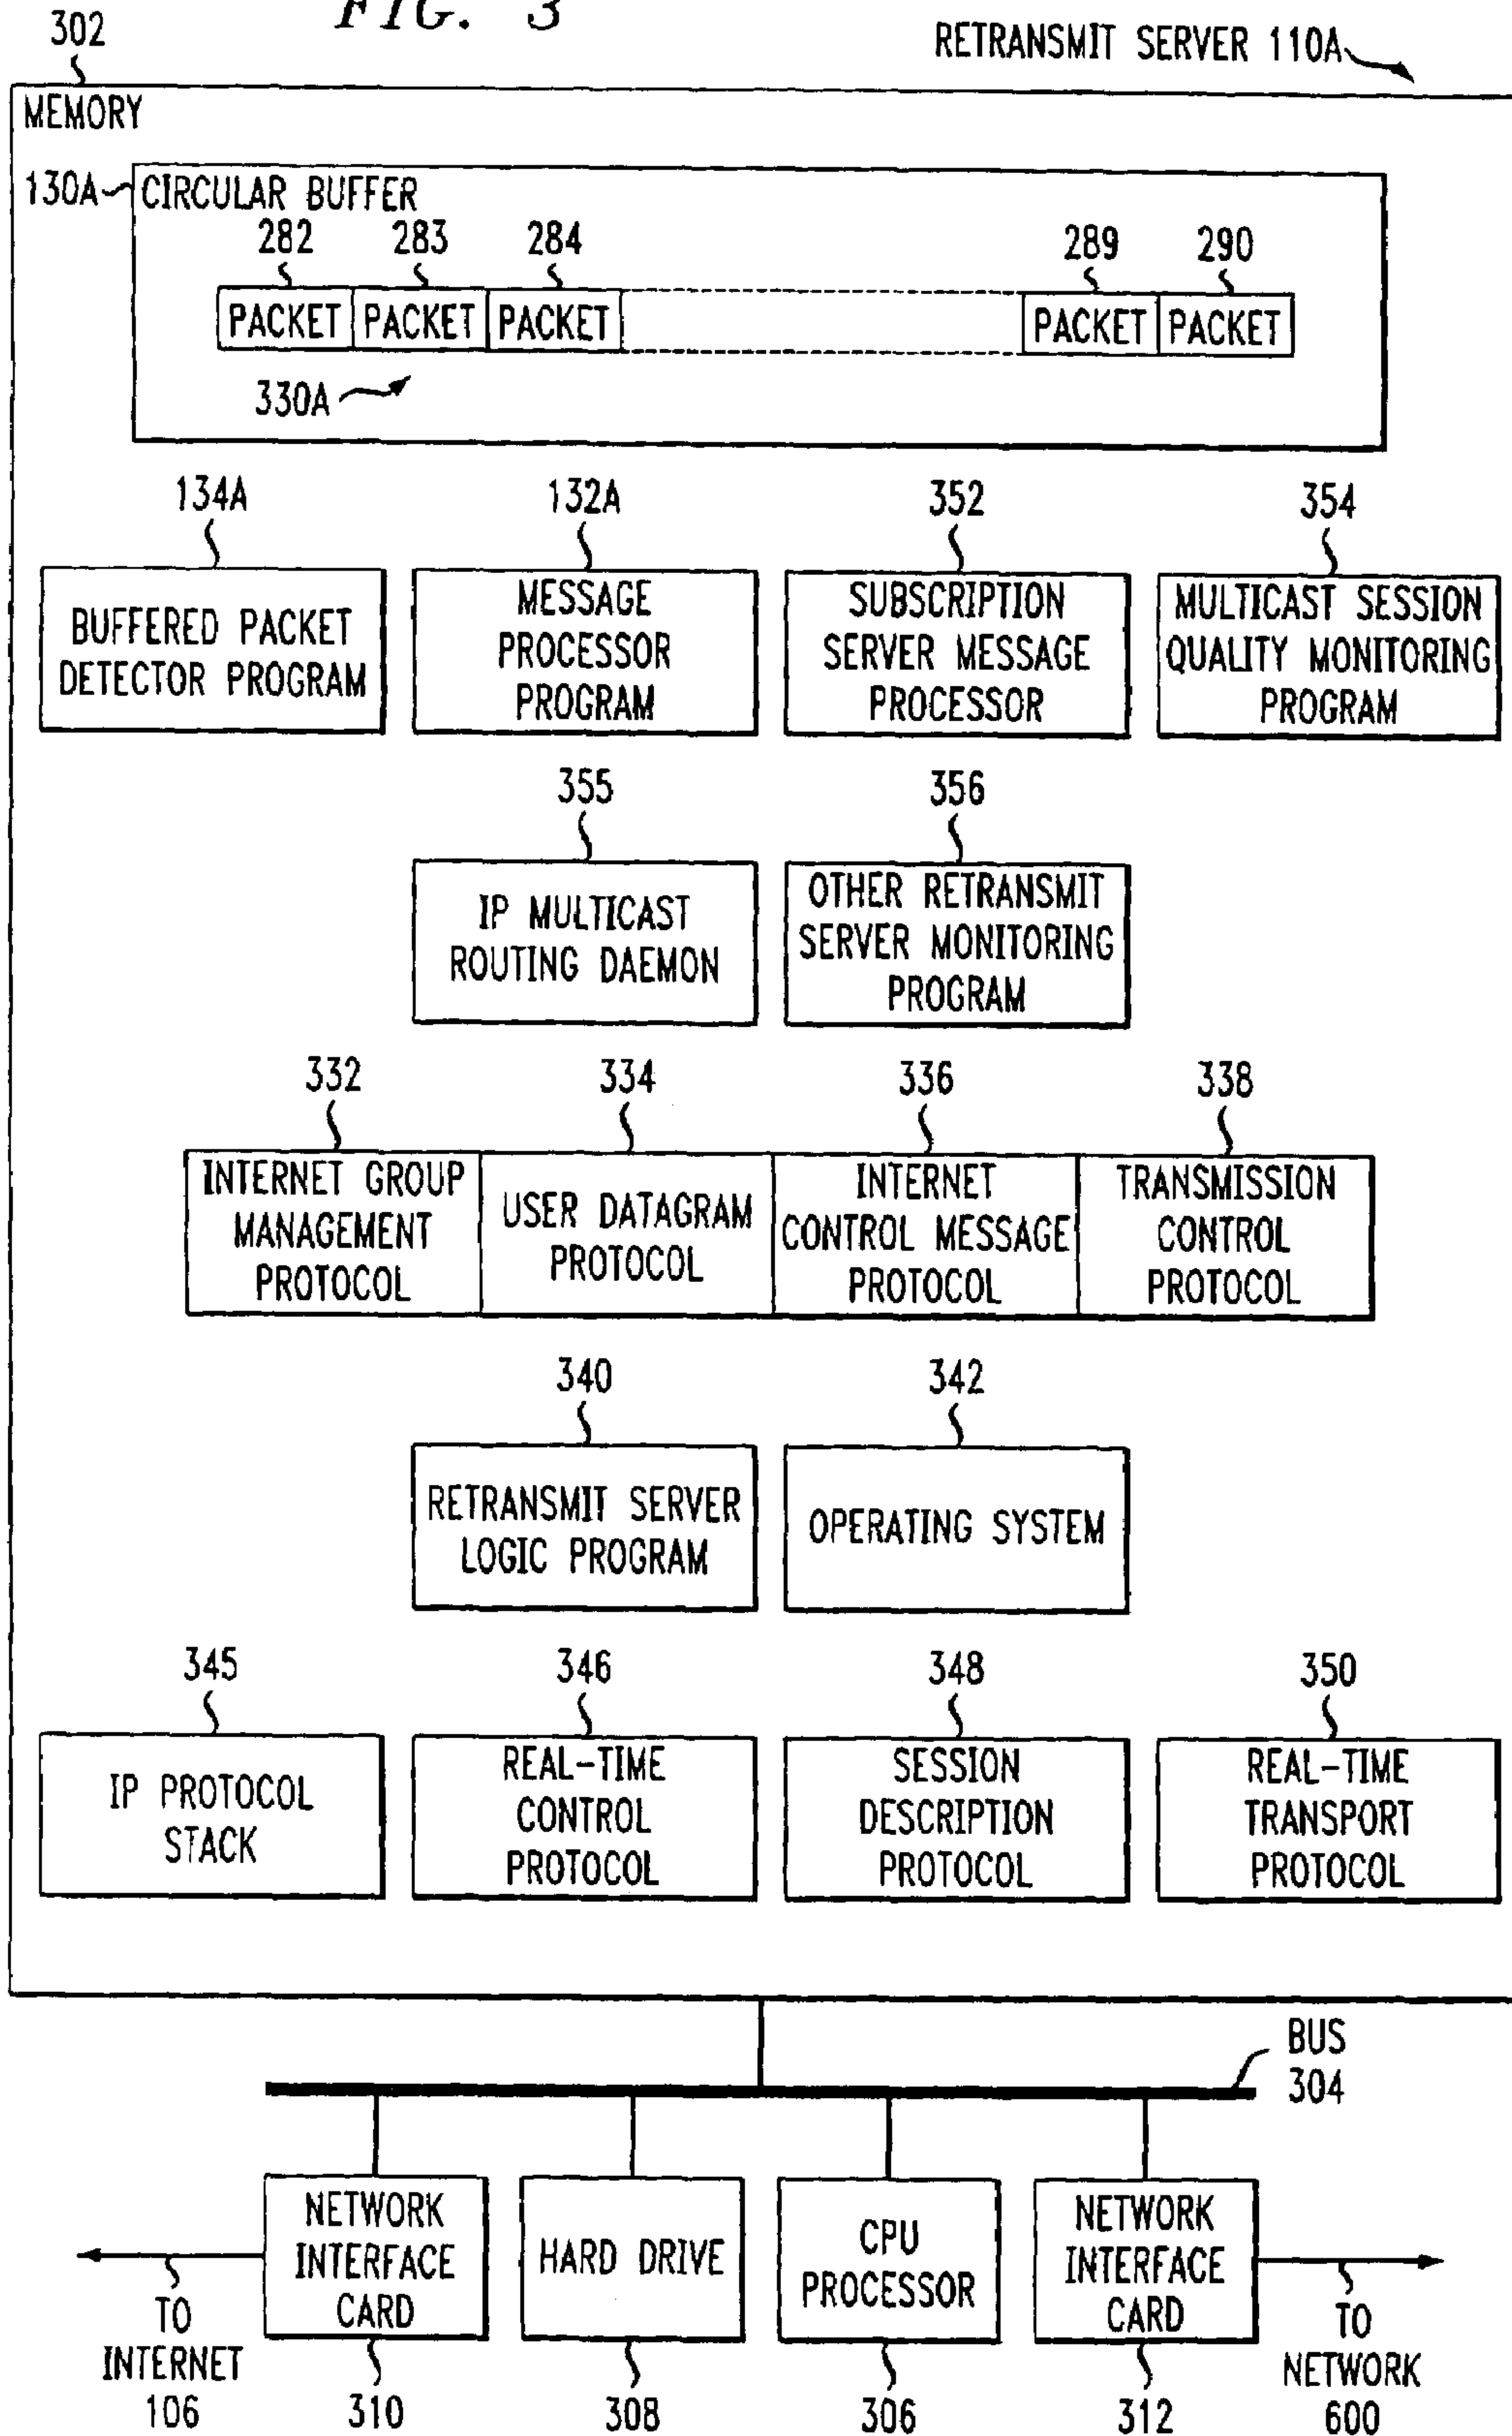 FIG. 3
302
RETRANSMIT SERVER 110A
MEMORY
130A
CIRCULAR BUFFER
282 283 284 289 290
PACKET PACKET PACKET PACKET PACKET
330A
134A 132A 352 354
BUFFERED PACKET
DETECTOR PROGRAM
MESSAGE
PROCESSOR
PROGRAM
SUBSCRIPTION
SERVER MESSAGE
PROCESSOR
MULTICAST SESSION
QUALITY MONITORING
PROGRAM
355 356
IP MULTICAST
ROUTING DAEMON
OTHER RETRANSMIT
SERVER MONITORING
PROGRAM
332 334 336 338
INTERNET GROUP
MANAGEMENT
PROTOCOL
USER DATAGRAM
PROTOCOL
INTERNET
CONTROL MESSAGE
PROTOCOL
TRANSMISSION
CONTROL
PROTOCOL
340 342
RETRANSMIT SERVER
LOGIC PROGRAM
OPERATING SYSTEM
345 346 348 350
IP PROTOCOL
STACK
REAL-TIME
CONTROL
PROTOCOL
SESSION
DESCRIPTION
PROTOCOL
REAL-TIME
TRANSPORT
PROTOCOL
BUS
304
NETWORK
INTERFACE
CARD
HARD DRIVE
CPU
PROCESSOR
NETWORK
INTERFACE
CARD
TO
INTERNET
106
310 308 306 312
TO
NETWORK
600